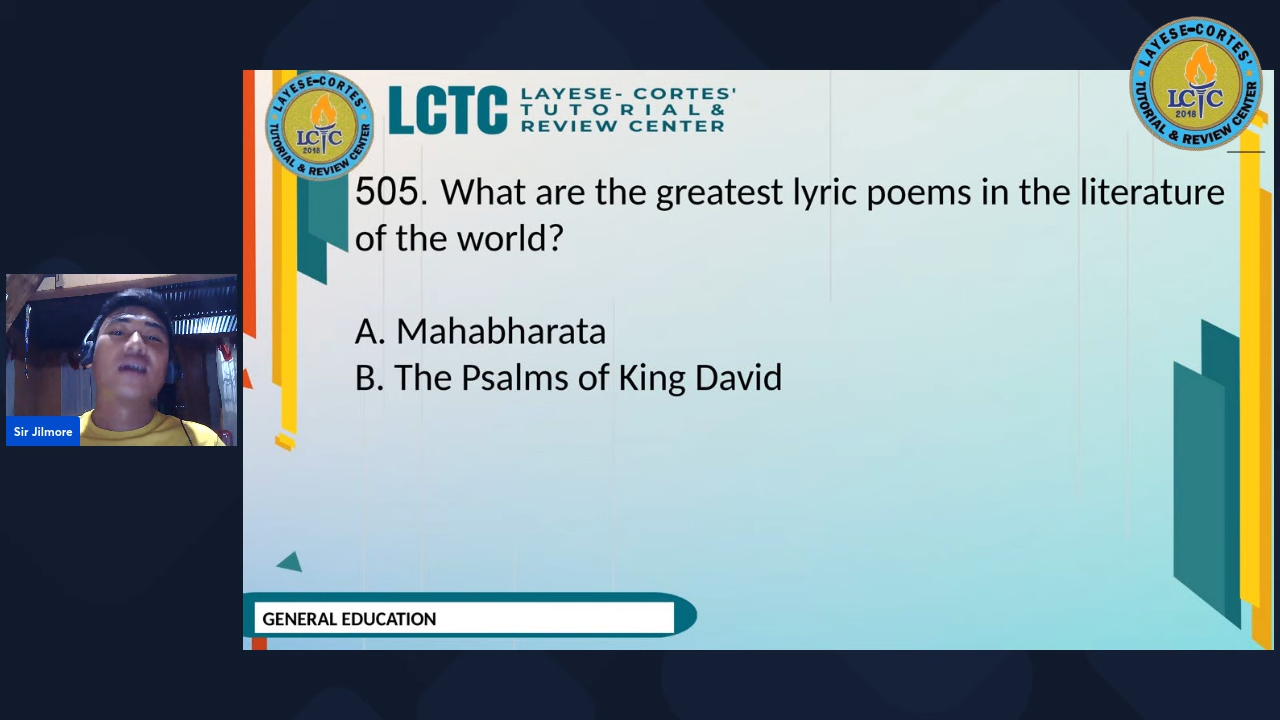 LAYESE-CORTES'
TUTORIAL & REVIEW CENTER
LCTC
LAYESE-CORTES'
TUTORIAL & REVIEW CENTER
LCTC
2018
LCTC
LAYESE- CORTES'
TUTORIAL &
REVIEW CENTER
2018
505. What are the greatest lyric poems in the literature
of the world?
A. Mahabharata
B. The Psalms of King David
Sir Jilmore
GENERAL EDUCATION